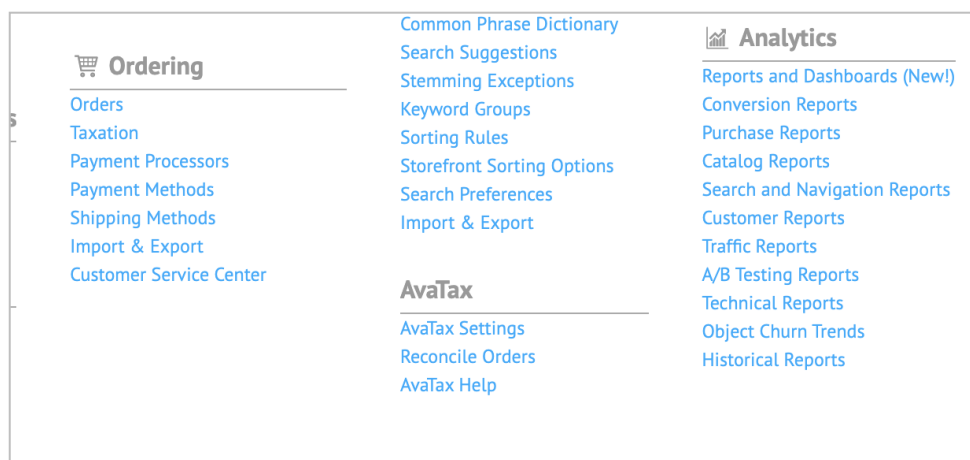 Ordering
Orders
Taxation
Payment Processors
Payment Methods
Shipping Methods
Import & Export
Customer Service Center
Common Phrase Dictionary
Search Suggestions
Stemming Exceptions
Keyword Groups
Sorting Rules
Storefront Sorting Options
Search Preferences
Import & Export
AvaTax
AvaTax Settings
Reconcile Orders
AvaTax Help
Analytics
Reports and Dashboards (New!)
Conversion Reports
Purchase Reports
Catalog Reports
Search and Navigation Reports
Customer Reports
Traffic Reports
A/B Testing Reports
Technical Reports
Object Churn Trends
Historical Reports